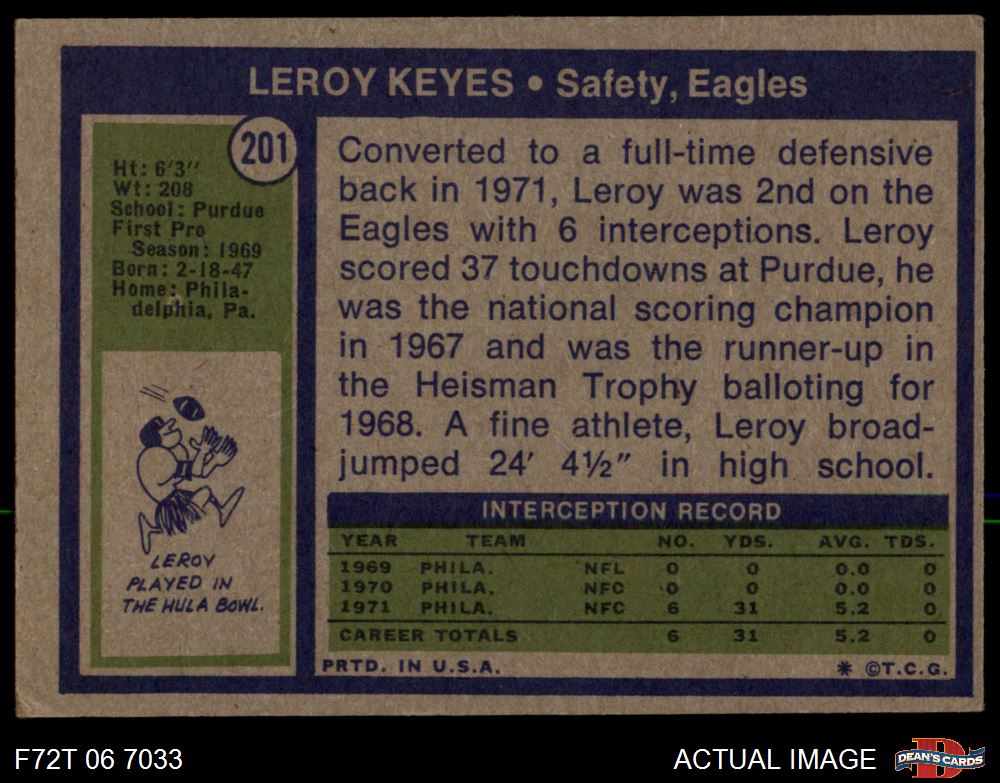 LEROY KEYES • Safety, Eagles
201
Ht: 6'3"
Wt: 208
School: Purdue
First Pro
Season: 1969
Born: 2-18-47
Home: Phila-
delphia, Pa.
LEROY
PLAYED IN
THE HULA BOWL.
Converted to a full-time defensive
back in 1971, Leroy was 2nd on the
Eagles with 6 interceptions. Leroy
scored 37 touchdowns at Purdue, he
was the national scoring champion
in 1967 and was the runner-up in
the Heisman Trophy balloting for
1968. A fine athlete, Leroy broad-
jumped 24' 4½" in high school.
INTERCEPTION RECORD
YEAR TEAM NO. YDS. AVG. TDS.
1969 PHILA. NFL 0 0 0.0 0
1970 PHILA. NFC 0 0 0.0 0
1971 PHILA. NFC 6 31 5.2 0
CAREER TOTALS 6 31 5.2 0
PRTD. IN U.S.A. * ©T.C.G.
F72T 06 7033 ACTUAL IMAGE D DEAN'S CARDS